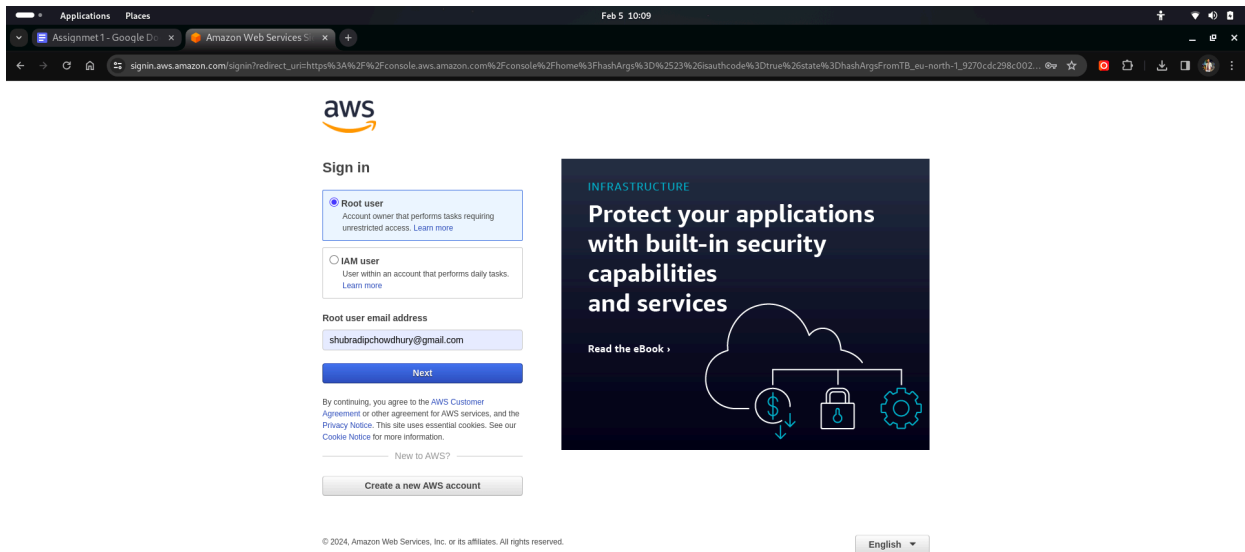 Applications Places
Feb 5 10:09
Assignmet 1 - Google Do
Amazon Web Services Si
signin.aws.amazon.com/signin?redirect_uri=https%3A%2F%2Fconsole.aws.amazon.com%2Fconsole%2Fhome%3FhashArgs%3D%2523%26isauthcode%3Dtrue%26state%3DhashArgsFromTB_eu-north-1_9270cdc298c002...
aws
Sign in
Root user
Account owner that performs tasks requiring
unrestricted access. Learn more
IAM user
User within an account that performs daily tasks.
Learn more
Root user email address
shubradipchowdhury@gmail.com
Next
By continuing, you agree to the AWS Customer
Agreement or other agreement for AWS services, and the
Privacy Notice. This site uses essential cookies. See our
Cookie Notice for more information.
New to AWS?
Create a new AWS account
INFRASTRUCTURE
Protect your applications
with built-in security
capabilities
and services
Read the eBook ›
© 2024, Amazon Web Services, Inc. or its affiliates. All rights reserved.
English